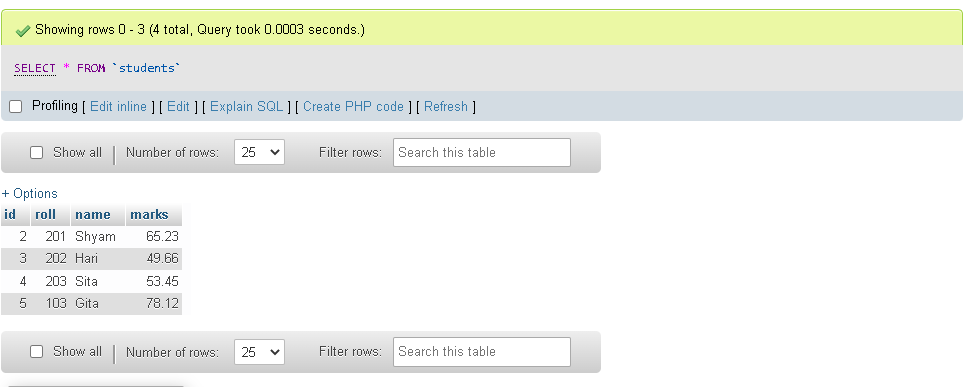 Showing rows 0 - 3 (4 total, Query took 0.0003 seconds.)
SELECT * FROM `students`
Profiling [ Edit inline ] [ Edit ] [ Explain SQL ] [ Create PHP code ] [ Refresh ]
Show all | Number of rows: 25 Filter rows: Search this table
+ Options
id roll name marks
2 201 Shyam 65.23
3 202 Hari 49.66
4 203 Sita 53.45
5 103 Gita 78.12
Show all | Number of rows: 25 Filter rows: Search this table